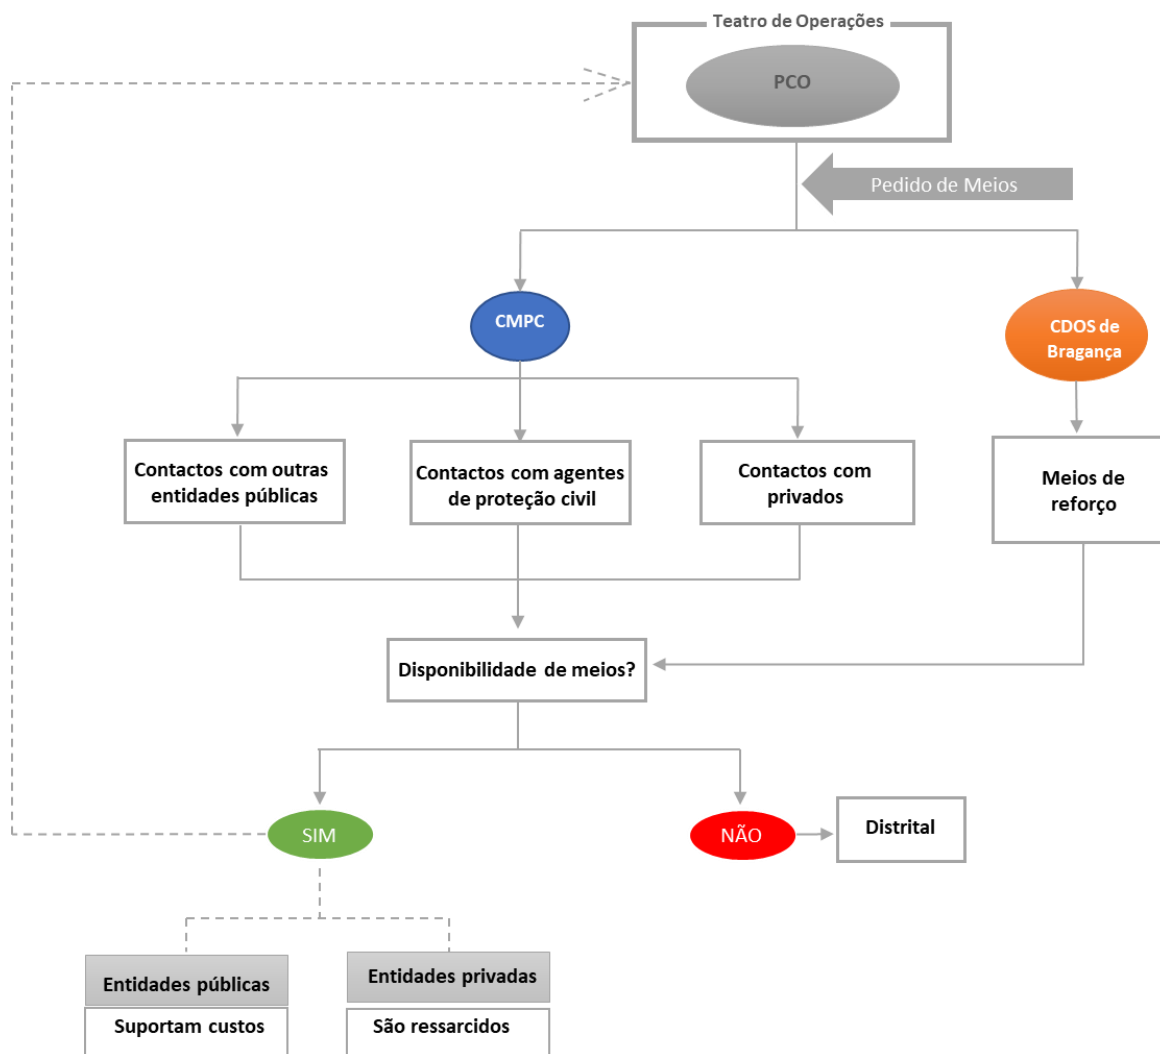 Teatro de Operações
PCO
Pedido de Meios
CMPC
CDOS de
Bragança
Contactos com outras
entidades públicas
Contactos com agentes
de proteção civil
Contactos com
privados
Meios de
reforço
Disponibilidade de meios?
SIM
NÃO
Distrital
Entidades públicas
Suportam custos
Entidades privadas
São ressarcidos